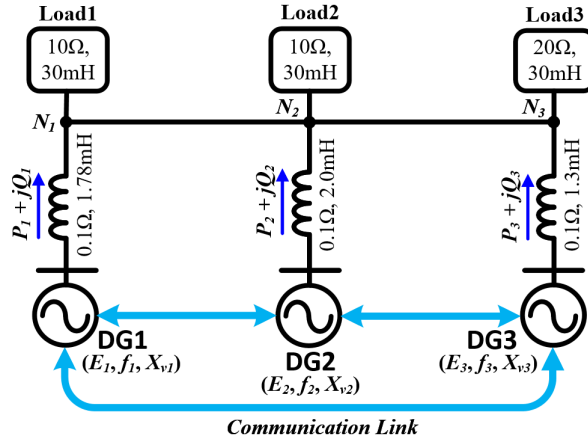 Load1
Load2
Load3
10Ω,
30mH
10Ω,
30mH
20Ω,
30mH
N1
N2
N3
P1 + jQ1
0.1Ω, 1.78mH
P2 + jQ2
0.1Ω, 2.0mH
P3 + jQ3
0.1Ω, 1.3mH
DG1
(E1, f1, Xv1)
DG2
(E2, f2, Xv2)
DG3
(E3, f3, Xv3)
Communication Link